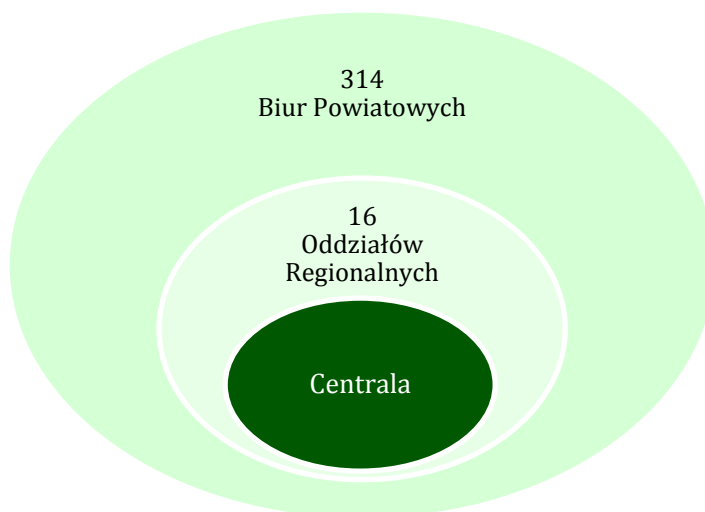 314
Biur Powiatowych
16
Oddziałów
Regionalnych
Centrala